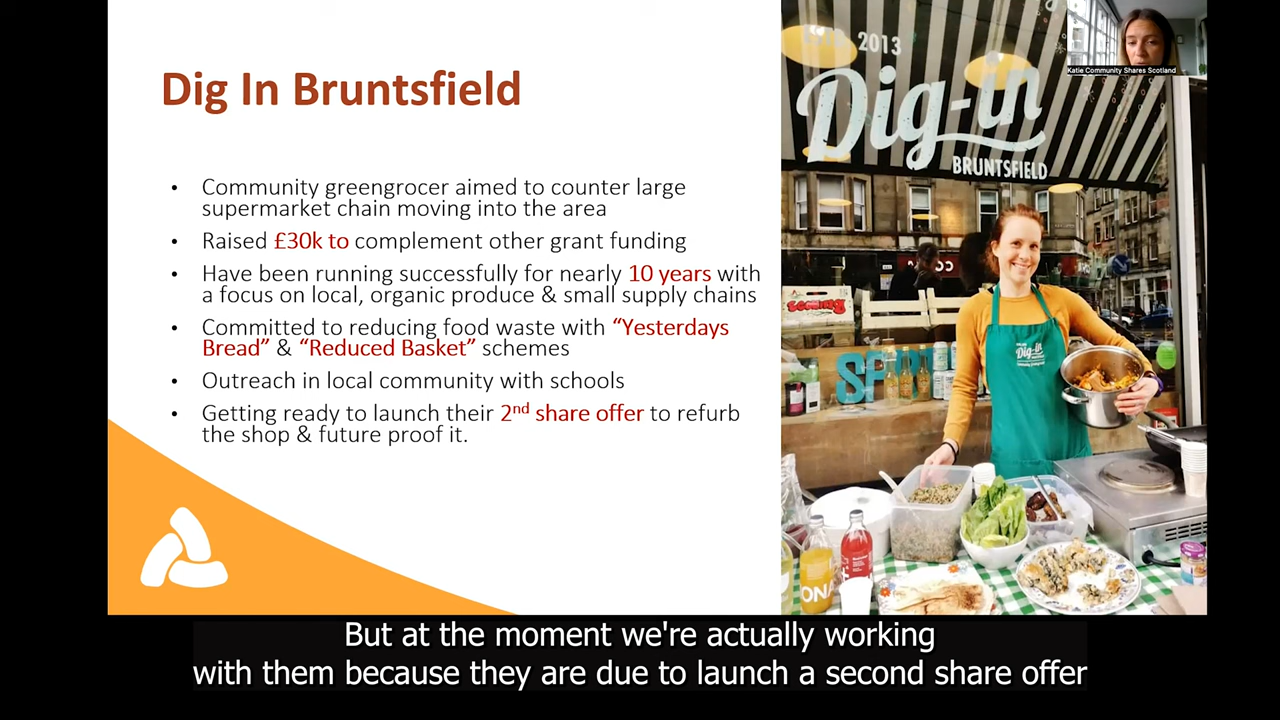 Dig In Bruntsfield
Community greengrocer aimed to counter large
supermarket chain moving into the area
Raised £30k to complement other grant funding
Have been running successfully for nearly 10 years with
a focus on local, organic produce & small supply chains
Committed to reducing food waste with “Yesterdays
Bread” & “Reduced Basket” schemes
Outreach in local community with schools
Getting ready to launch their 2nd share offer to refurb
the shop & future proof it.
2013
Dig-in
BRUNTSFIELD
Katie Community Shares Scotland
Dig-in
But at the moment we're actually working
with them because they are due to launch a second share offer